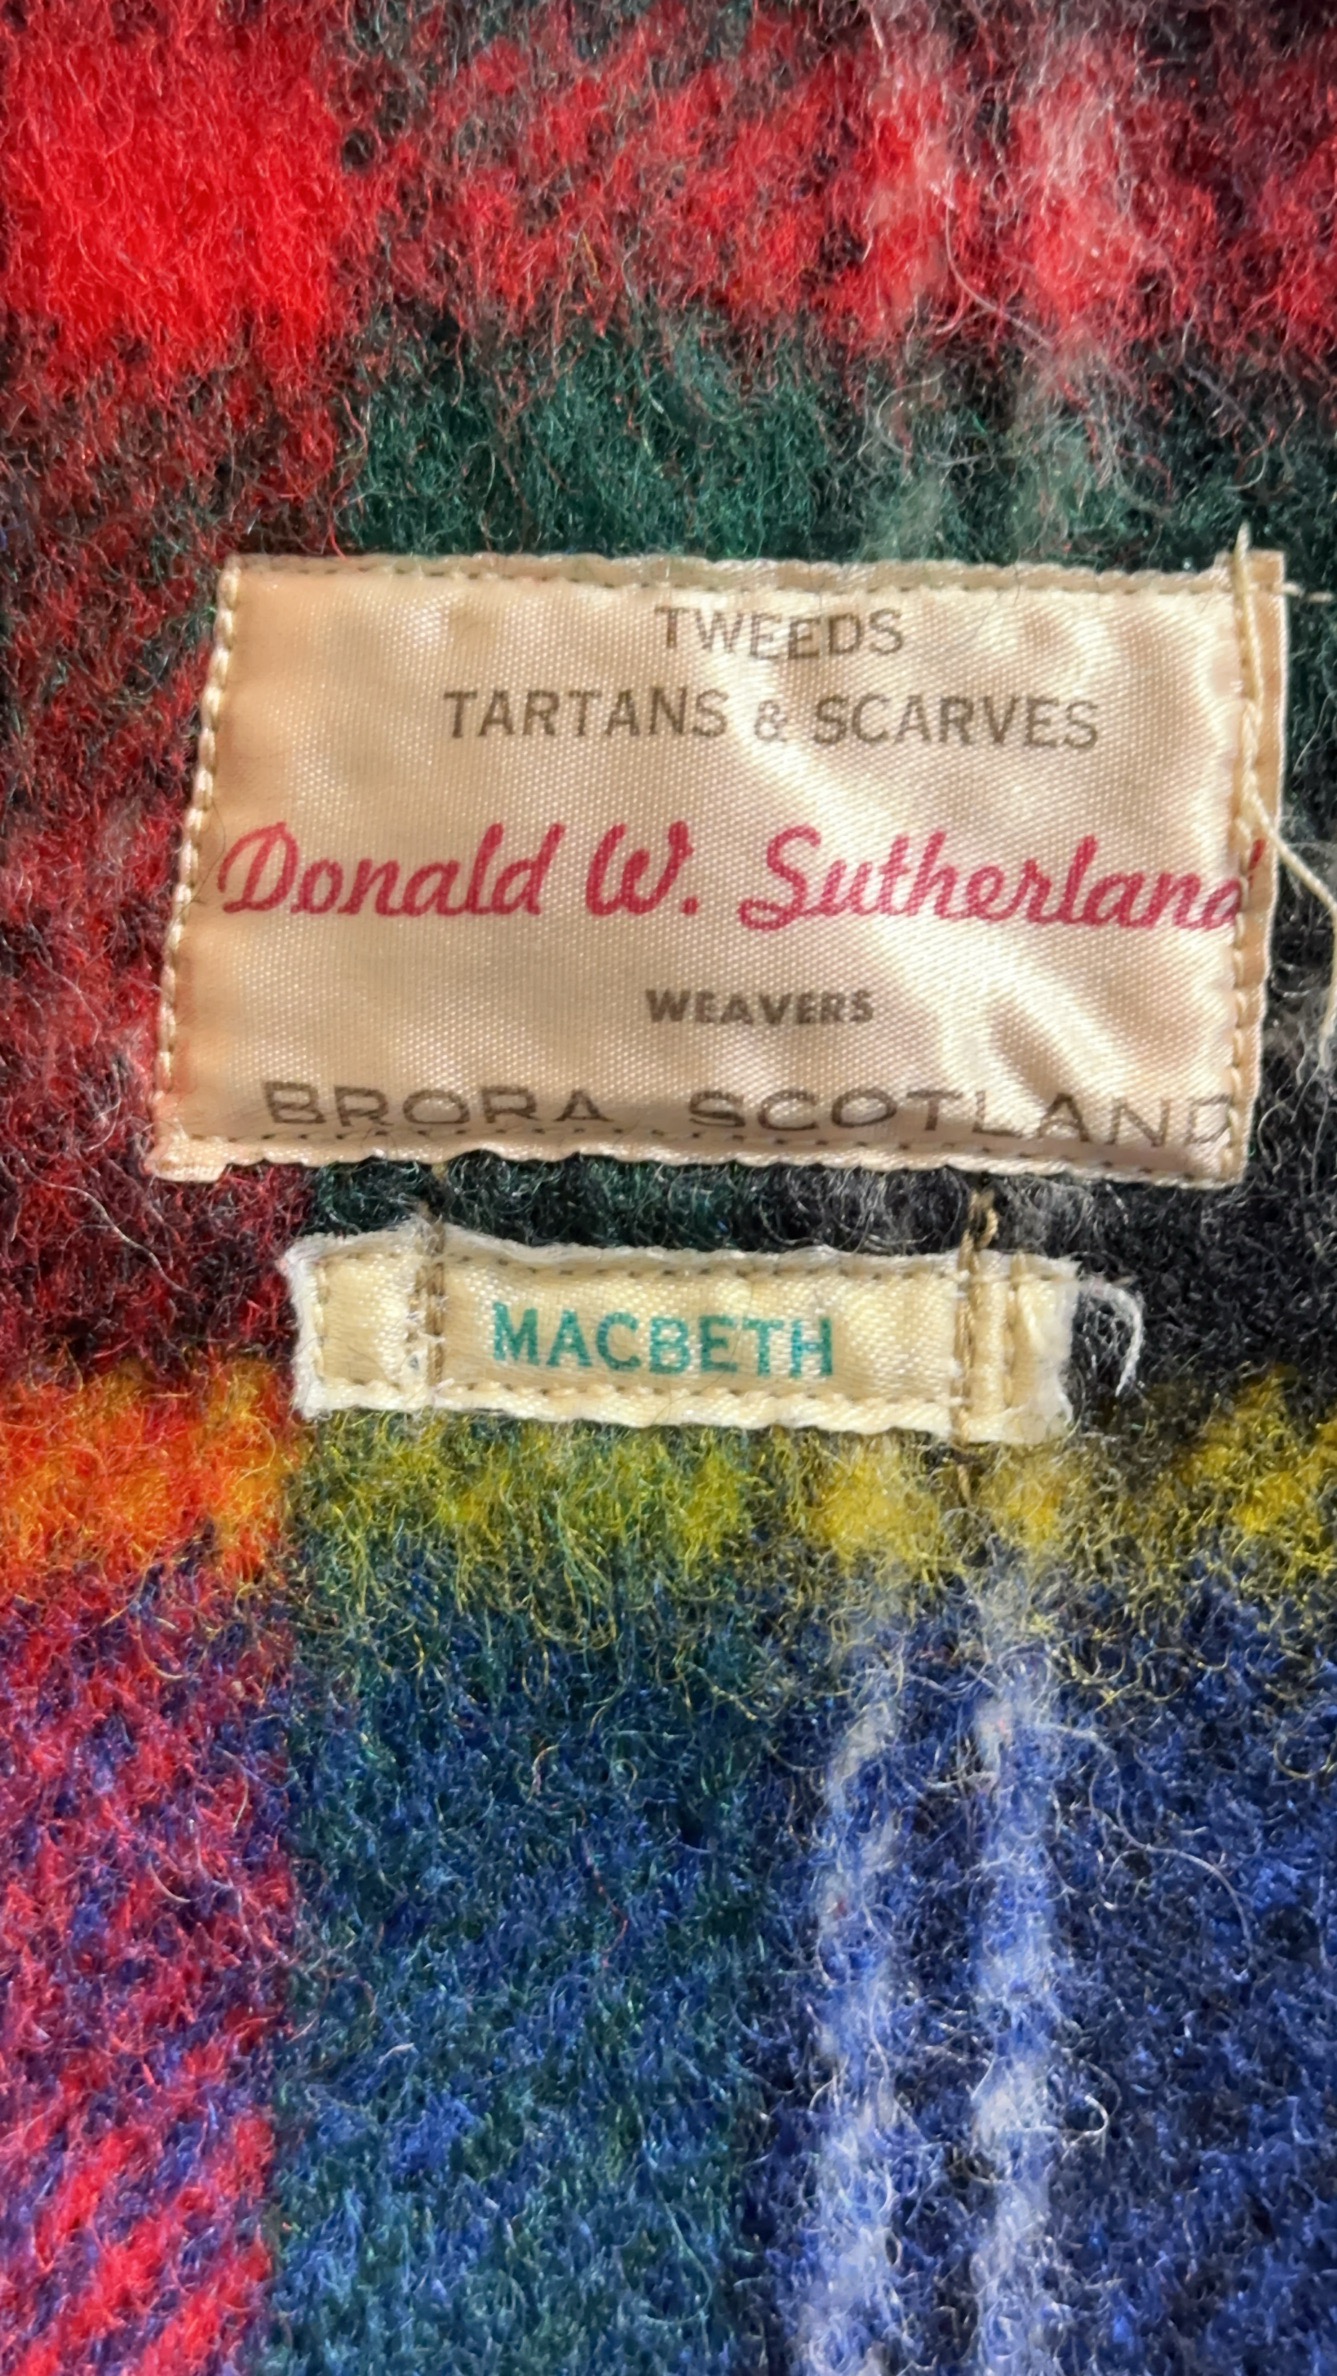 TWEEDS
TARTANS & SCARVES
Donald W. Sutherland
WEAVERS
BRORA SCOTLAND
MACBETH